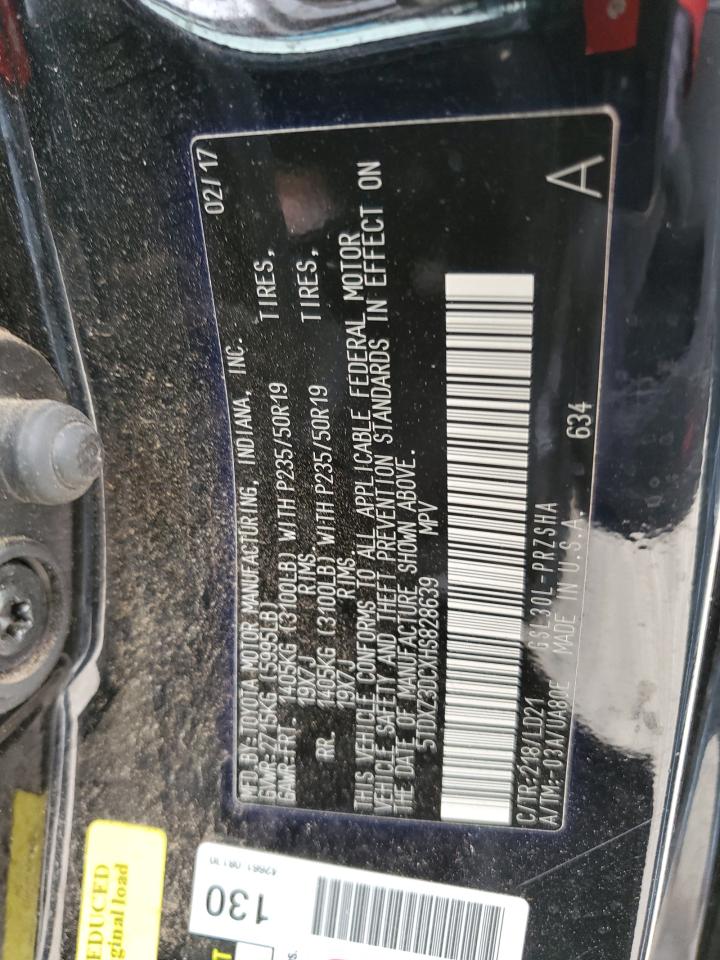 02/17
MFD.BY:TOYOTA MOTOR MANUFACTURING, INDIANA, INC.
GVWR:2715KG (5995LB)
GAWR:FRT. 1405KG (3100LB) WITH P235/50R19 TIRES,
19X7J RIMS
RR. 1405KG (3100LB) WITH P235/50R19 TIRES,
19X7J RIMS
THIS VEHICLE CONFORMS TO ALL APPLICABLE FEDERAL MOTOR
VEHICLE SAFETY AND THEFT PREVENTION STANDARDS IN EFFECT ON
THE DATE OF MANUFACTURE SHOWN ABOVE.
5TDXZ3DCXHS828639 MPV
C/TR:218/LD21 GSL30L-PRZSHA
A/TM:-03A/UA80E MADE IN U.S.A. 634
A
EDUCED
ginal load
130